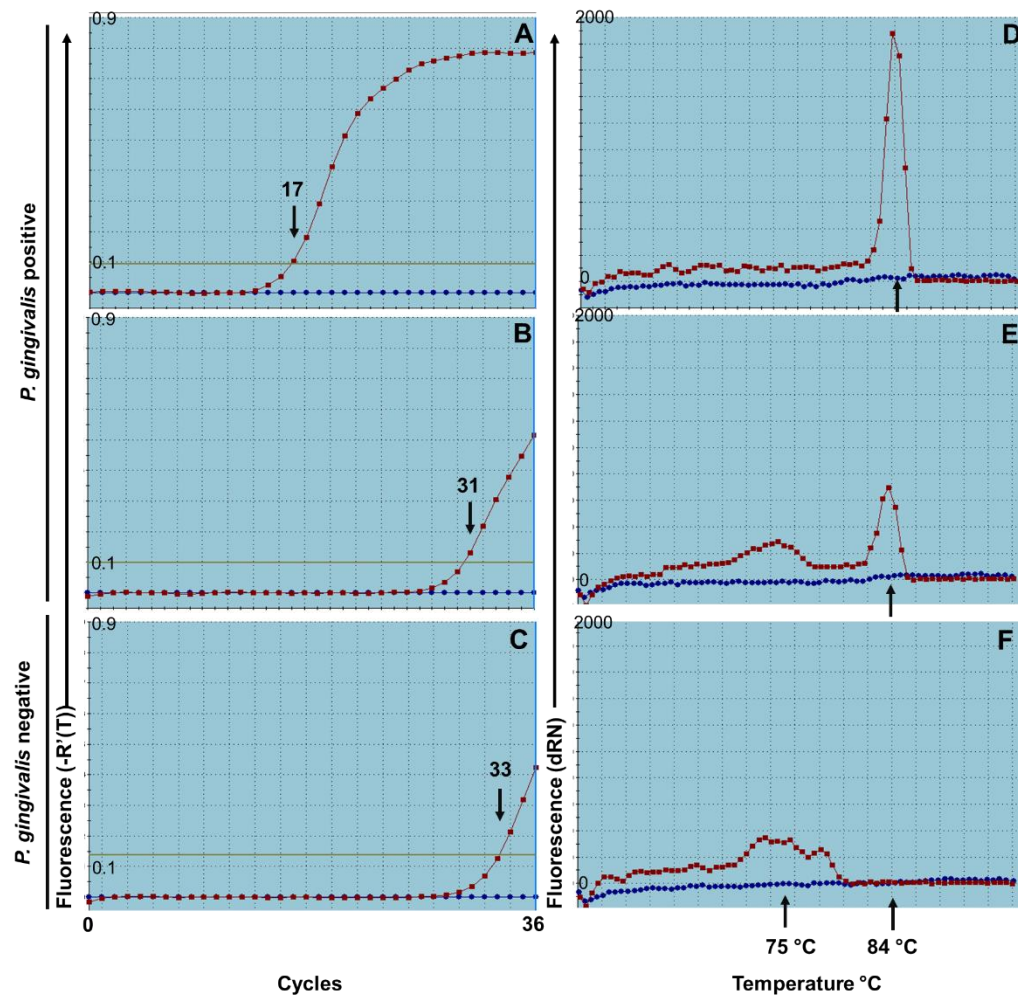 P. gingivalis positive
P. gingivalis negative
Fluorescence (-R'(T))
0.9
A
17
0.1
0.9
B
31
0.1
0.9
C
33
0.1
0
36
Cycles
Fluorescence (dRN)
2000
D
0
2000
E
0
2000
F
0
75 °C
84 °C
Temperature °C